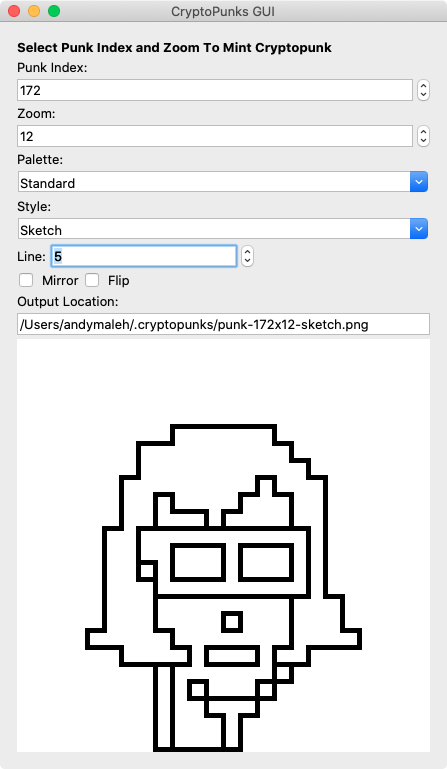 CryptoPunks GUI
Select Punk Index and Zoom To Mint Cryptopunk
Punk Index:
172
Zoom:
12
Palette:
Standard
Style:
Sketch
Line: 5
Mirror Flip
Output Location:
/Users/andymaleh/.cryptopunks/punk-172x12-sketch.png